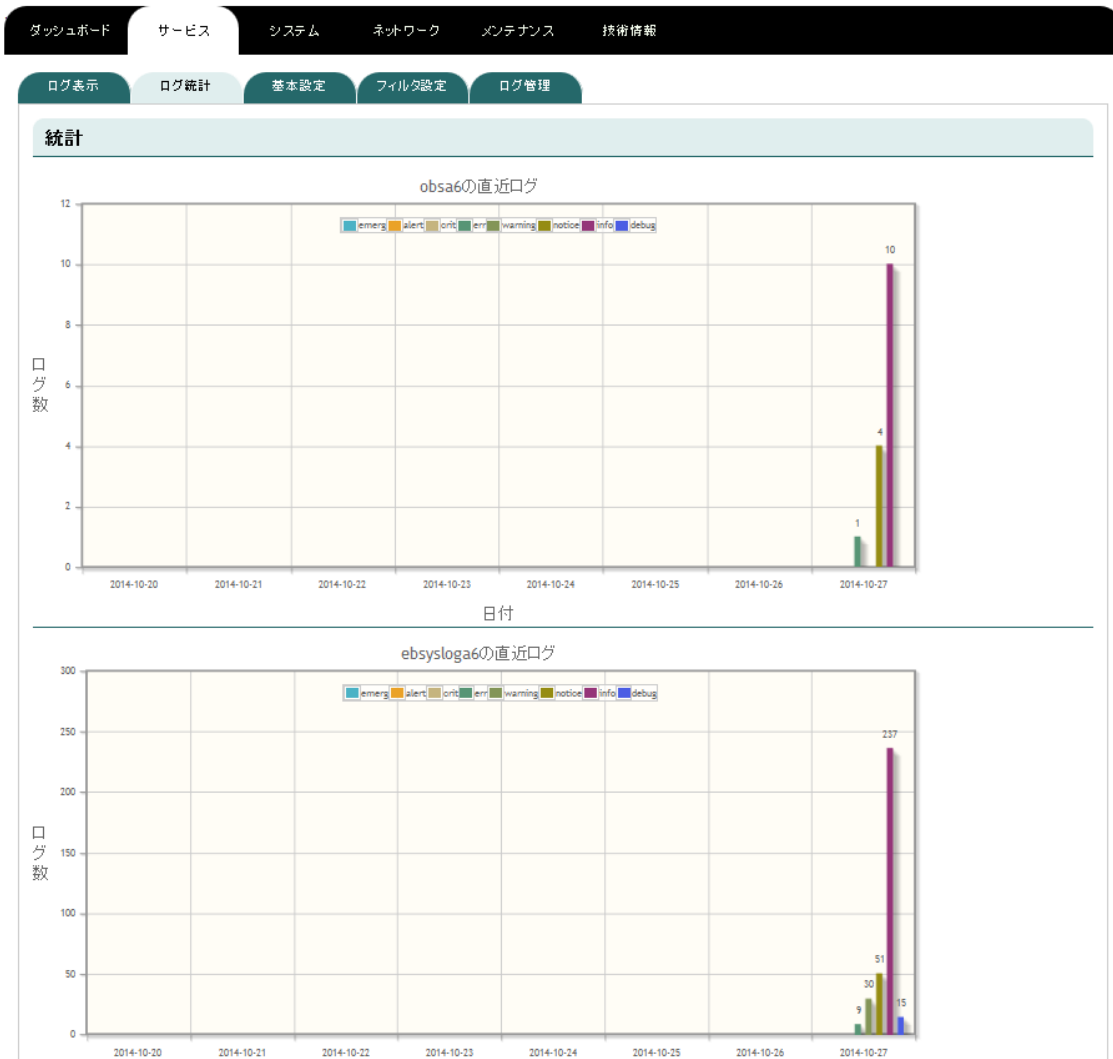 ダッシュボード サービス システム ネットワーク メンテナンス 技術情報
ログ表示 ログ統計 基本設定 フィルタ設定 ログ管理
統計
obsa6の直近ログ
emerg alert crit err warning notice info debug
12
10
8
6
4
2
0
ログ数
10
4
1
2014-10-20 2014-10-21 2014-10-22 2014-10-23 2014-10-24 2014-10-25 2014-10-26 2014-10-27
日付
ebsysloga6の直近ログ
emerg alert crit err warning notice info debug
300
250
200
150
100
50
0
ログ数
237
51
30
9
15
2014-10-20 2014-10-21 2014-10-22 2014-10-23 2014-10-24 2014-10-25 2014-10-26 2014-10-27